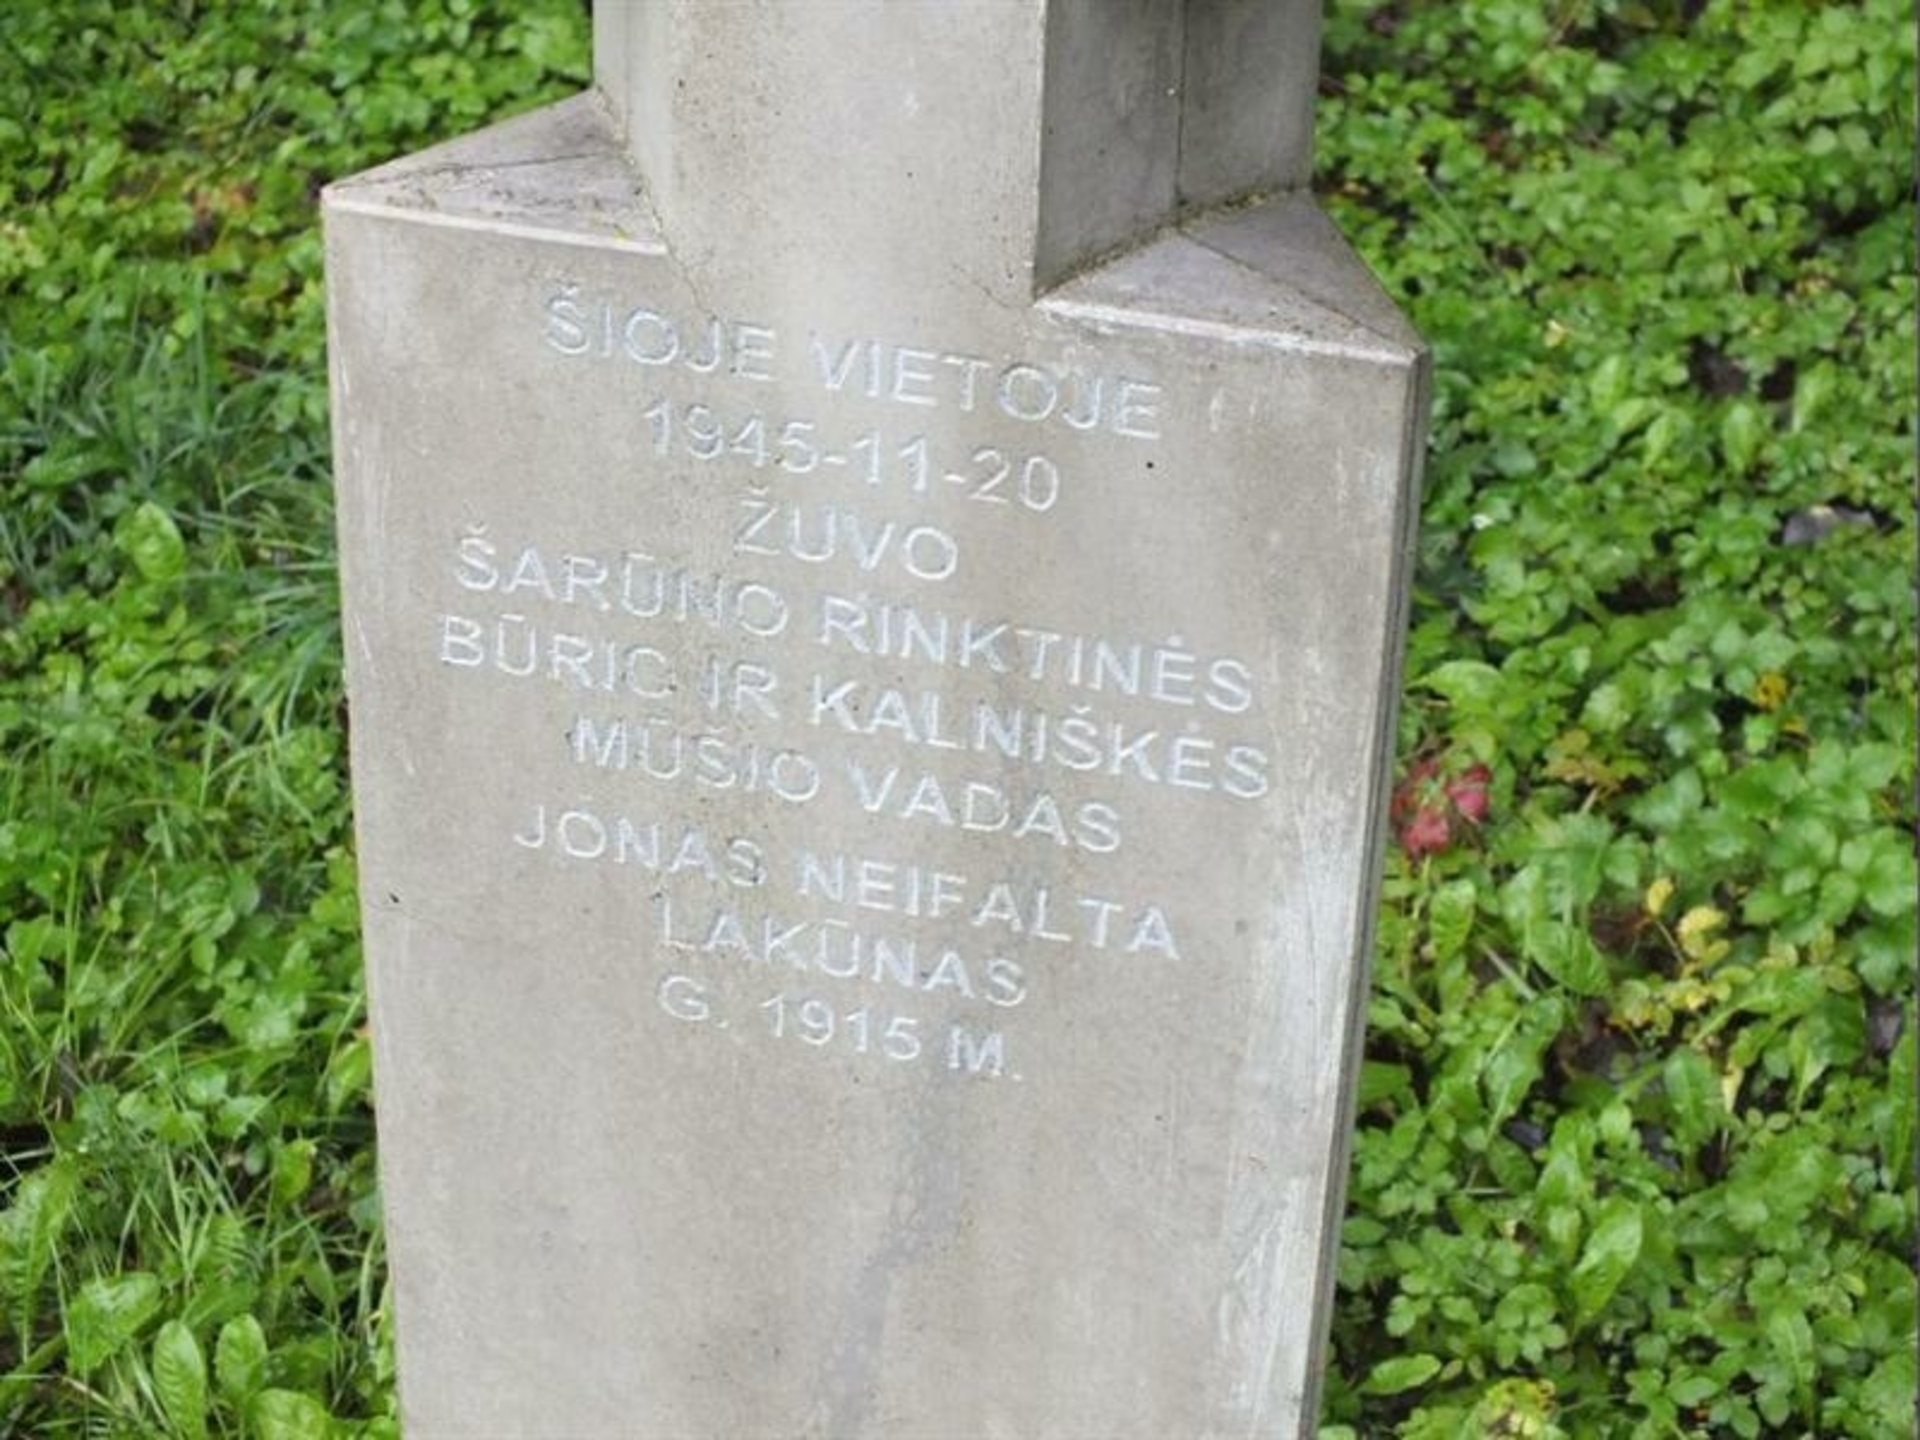 ŠIOJE VIETOJE
1945-11-20
ŽUVO
ŠARŪNO RINKTINĖS
BŪRIO IR KALNIŠKĖS
MŪŠIO VADAS
JONAS NEIFALTA
LAKŪNAS
G. 1915 M.